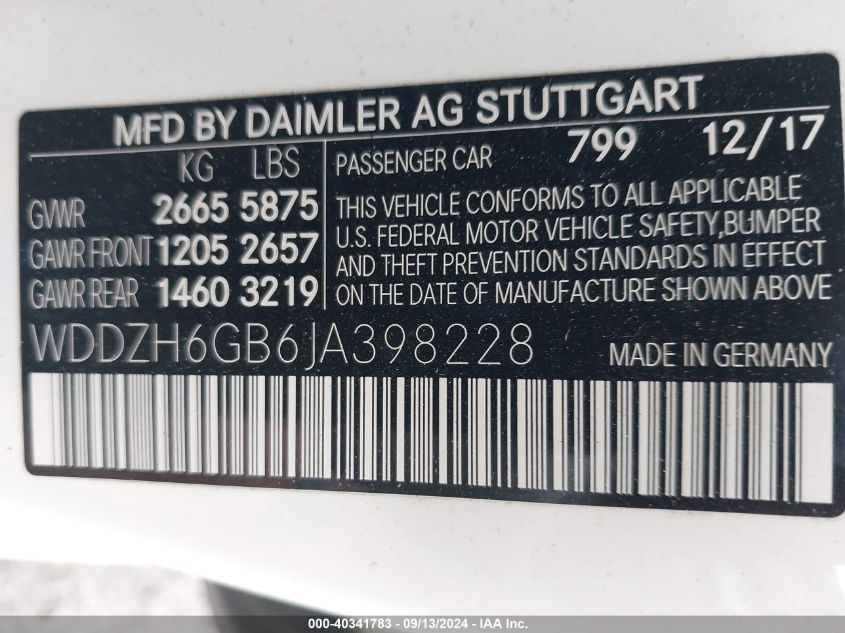 MFD BY DAIMLER AG STUTTGART
KG LBS
GVWR 2665 5875
GAWR FRONT 1205 2657
GAWR REAR 1460 3219
PASSENGER CAR 799 12/17
THIS VEHICLE CONFORMS TO ALL APPLICABLE
U.S. FEDERAL MOTOR VEHICLE SAFETY,BUMPER
AND THEFT PREVENTION STANDARDS IN EFFECT
ON THE DATE OF MANUFACTURE SHOWN ABOVE
WDDZH6GB6JA398228
MADE IN GERMANY
000-40341783 - 09/13/2024 - IAA Inc.